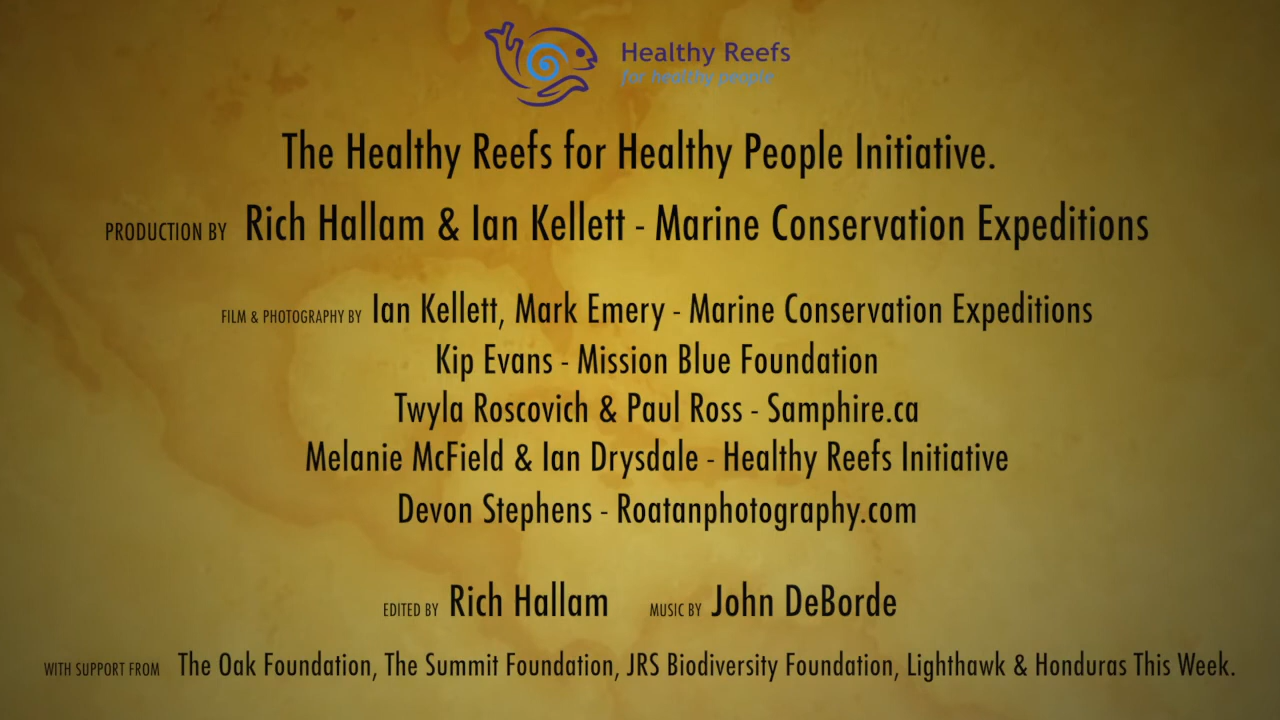 Healthy Reefs
for healthy people
The Healthy Reefs for Healthy People Initiative.
PRODUCTION BY Rich Hallam & Ian Kellett - Marine Conservation Expeditions
FILM & PHOTOGRAPHY BY Ian Kellett, Mark Emery - Marine Conservation Expeditions
Kip Evans - Mission Blue Foundation
Twyla Roscovich & Paul Ross - Samphire.ca
Melanie McField & Ian Drysdale - Healthy Reefs Initiative
Devon Stephens - Roatanphotography.com
EDITED BY Rich Hallam MUSIC BY John DeBorde
WITH SUPPORT FROM The Oak Foundation, The Summit Foundation, JRS Biodiversity Foundation, Lighthawk & Honduras This Week.